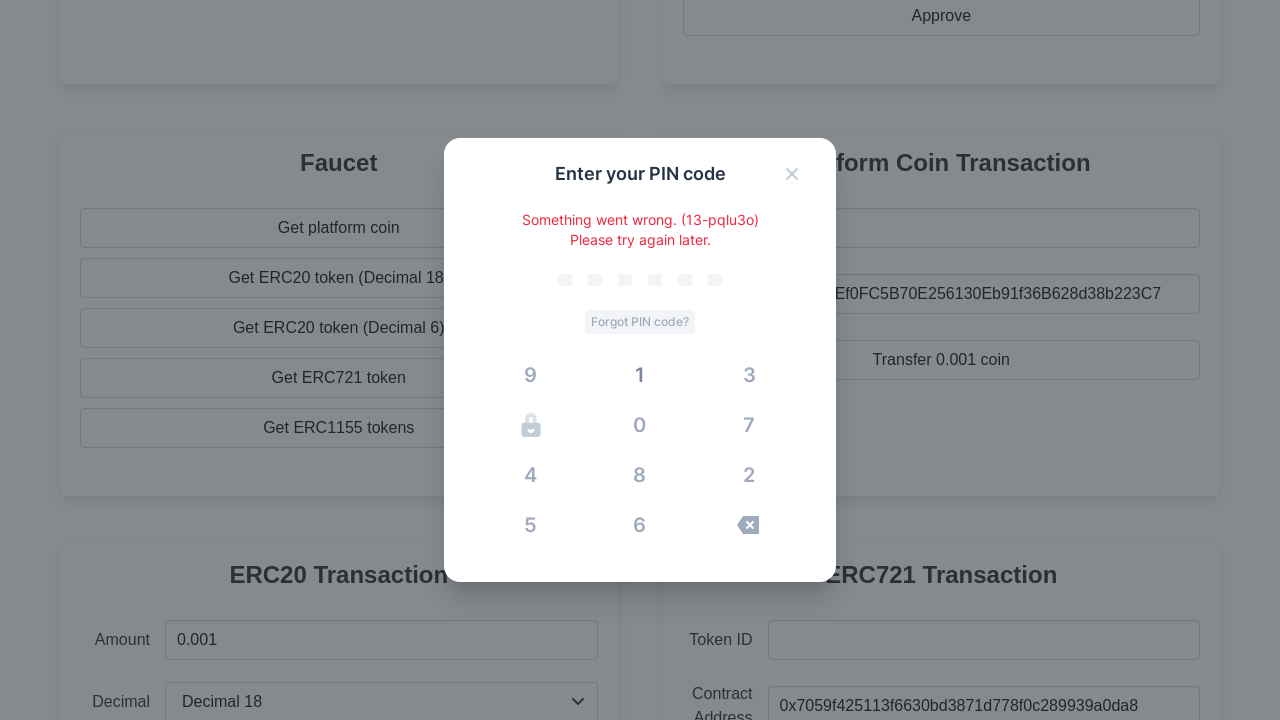 Approve
Faucet
Get platform coin
Get ERC20 token (Decimal 18
Get ERC20 token (Decimal 6)
Get ERC721 token
Get ERC1155 tokens
form Coin Transaction
Ef0FC5B70E256130Eb91f36B628d38b223C7
Transfer 0.001 coin
Enter your PIN code
Something went wrong. (13-pqlu3o)
Please try again later.
Forgot PIN code?
9 1 3
0 7
4 8 2
5 6
ERC20 Transaction
Amount 0.001
Decimal Decimal 18
ERC721 Transaction
Token ID
Contract
Address 0x7059f425113f6630bd3871d778f0c289939a0da8